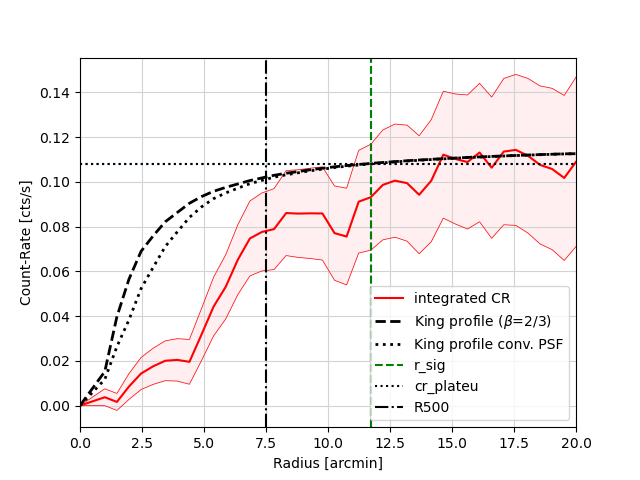 0.14
0.12
0.10
0.08
0.06
0.04
0.02
0.00
Count-Rate [cts/s]
integrated CR
King profile (β=2/3)
King profile conv. PSF
r_sig
cr_plateu
R500
0.0 2.5 5.0 7.5 10.0 12.5 15.0 17.5 20.0
Radius [arcmin]